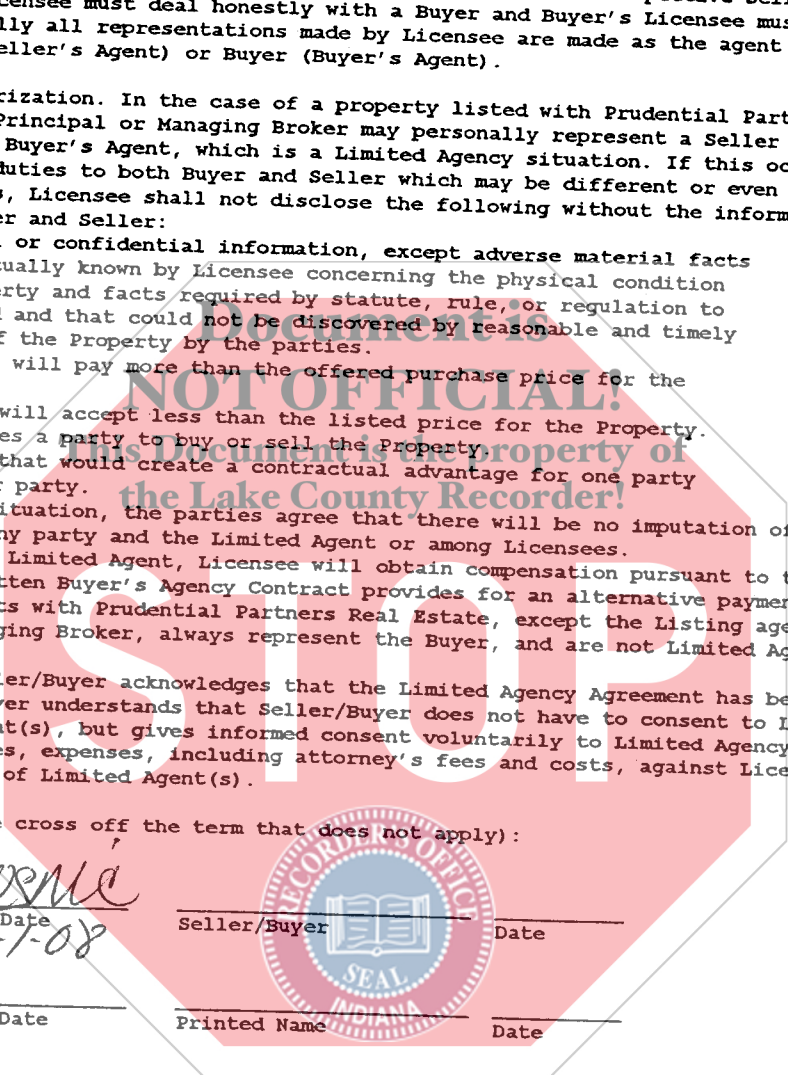 censee must deal honestly with a Buyer and Buyer's Licensee mus
lly all representations made by Licensee are made as the agent
eller's Agent) or Buyer (Buyer's Agent).
rization. In the case of a property listed with Prudential Part
Principal or Managing Broker may personally represent a Seller
Buyer's Agent, which is a Limited Agency situation. If this oc
duties to both Buyer and Seller which may be different or even
s, Licensee shall not disclose the following without the inform
er and Seller:
or confidential information, except adverse material facts
tually known by Licensee concerning the physical condition
erty and facts required by statute, rule, or regulation to
d and that could not be discovered by reasonable and timely
f the Property by the parties.
will pay more than the offered purchase price for the
will accept less than the listed price for the Property.
es a party to buy or sell the Property.
that would create a contractual advantage for one party
r party.
ituation, the parties agree that there will be no imputation of
ny party and the Limited Agent or among Licensees.
Limited Agent, Licensee will obtain compensation pursuant to t
tten Buyer's Agency Contract provides for an alternative paymen
ts with Prudential Partners Real Estate, except the Listing age
ging Broker, always represent the Buyer, and are not Limited Ag
ler/Buyer acknowledges that the Limited Agency Agreement has be
yer understands that Seller/Buyer does not have to consent to L
nt(s), but gives informed consent voluntarily to Limited Agency
es, expenses, including attorney's fees and costs, against Lice
of Limited Agent(s).
e cross off the term that does not apply):
Date
Seller/Buyer
Date
-1-08
Date
Printed Name
Date
Document is
NOT OFFICIAL!
This Document is the property of
the Lake County Recorder!
STOP
RECORDER'S OFFICE
SEAL
INDIANA